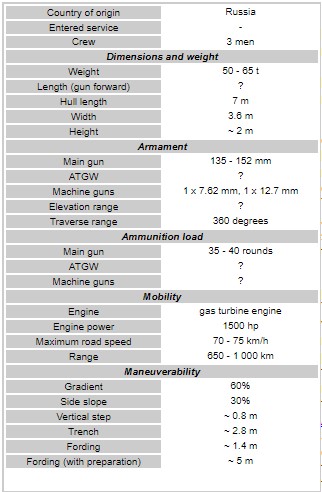 Country of origin Russia
Entered service -
Crew 3 men
Dimensions and weight
Weight 50 - 65 t
Length (gun forward) ?
Hull length 7 m
Width 3.6 m
Height ~ 2 m
Armament
Main gun 135 - 152 mm
ATGW ?
Machine guns 1 x 7.62 mm, 1 x 12.7 mm
Elevation range ?
Traverse range 360 degrees
Ammunition load
Main gun 35 - 40 rounds
ATGW ?
Machine guns ?
Mobility
Engine gas turbine engine
Engine power 1500 hp
Maximum road speed 70 - 75 km/h
Range 650 - 1 000 km
Maneuverability
Gradient 60%
Side slope 30%
Vertical step ~ 0.8 m
Trench ~ 2.8 m
Fording ~ 1.4 m
Fording (with preparation) ~ 5 m